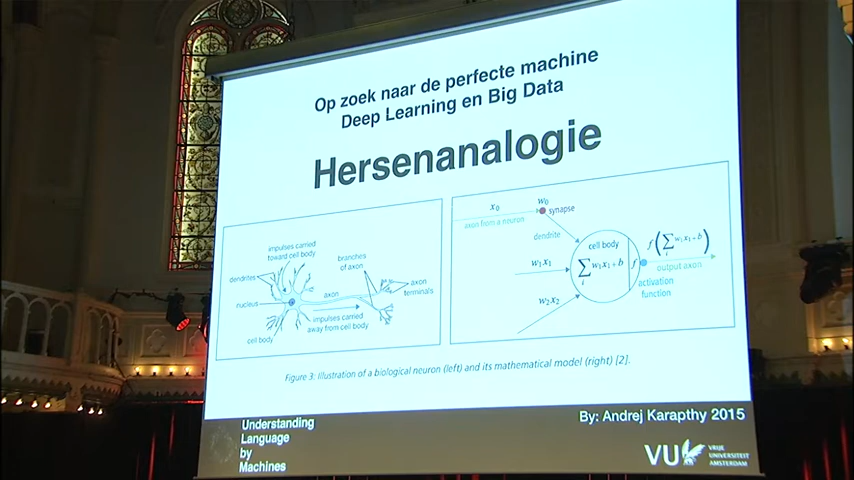 Op zoek naar de perfecte machine
Deep Learning en Big Data
Hersenanalogie
impulses carried
toward cell body
branches
of axon
dendrites
axon
axon
terminals
nucleus
impulses carried
away from cell body
cell body
x₀
w₀
synapse
axon from a neuron
dendrite
cell body
f(∑ᵢ w₁x₁+b)
w₁x₁
∑ᵢ w₁x₁+b
f
output axon
activation
function
w₂x₂
Figure 3: Illustration of a biological neuron (left) and its mathematical model (right) [2].
Understanding
Language
by
Machines
By: Andrej Karapthy 2015
VU
VRIJE
UNIVERSITEIT
AMSTERDAM